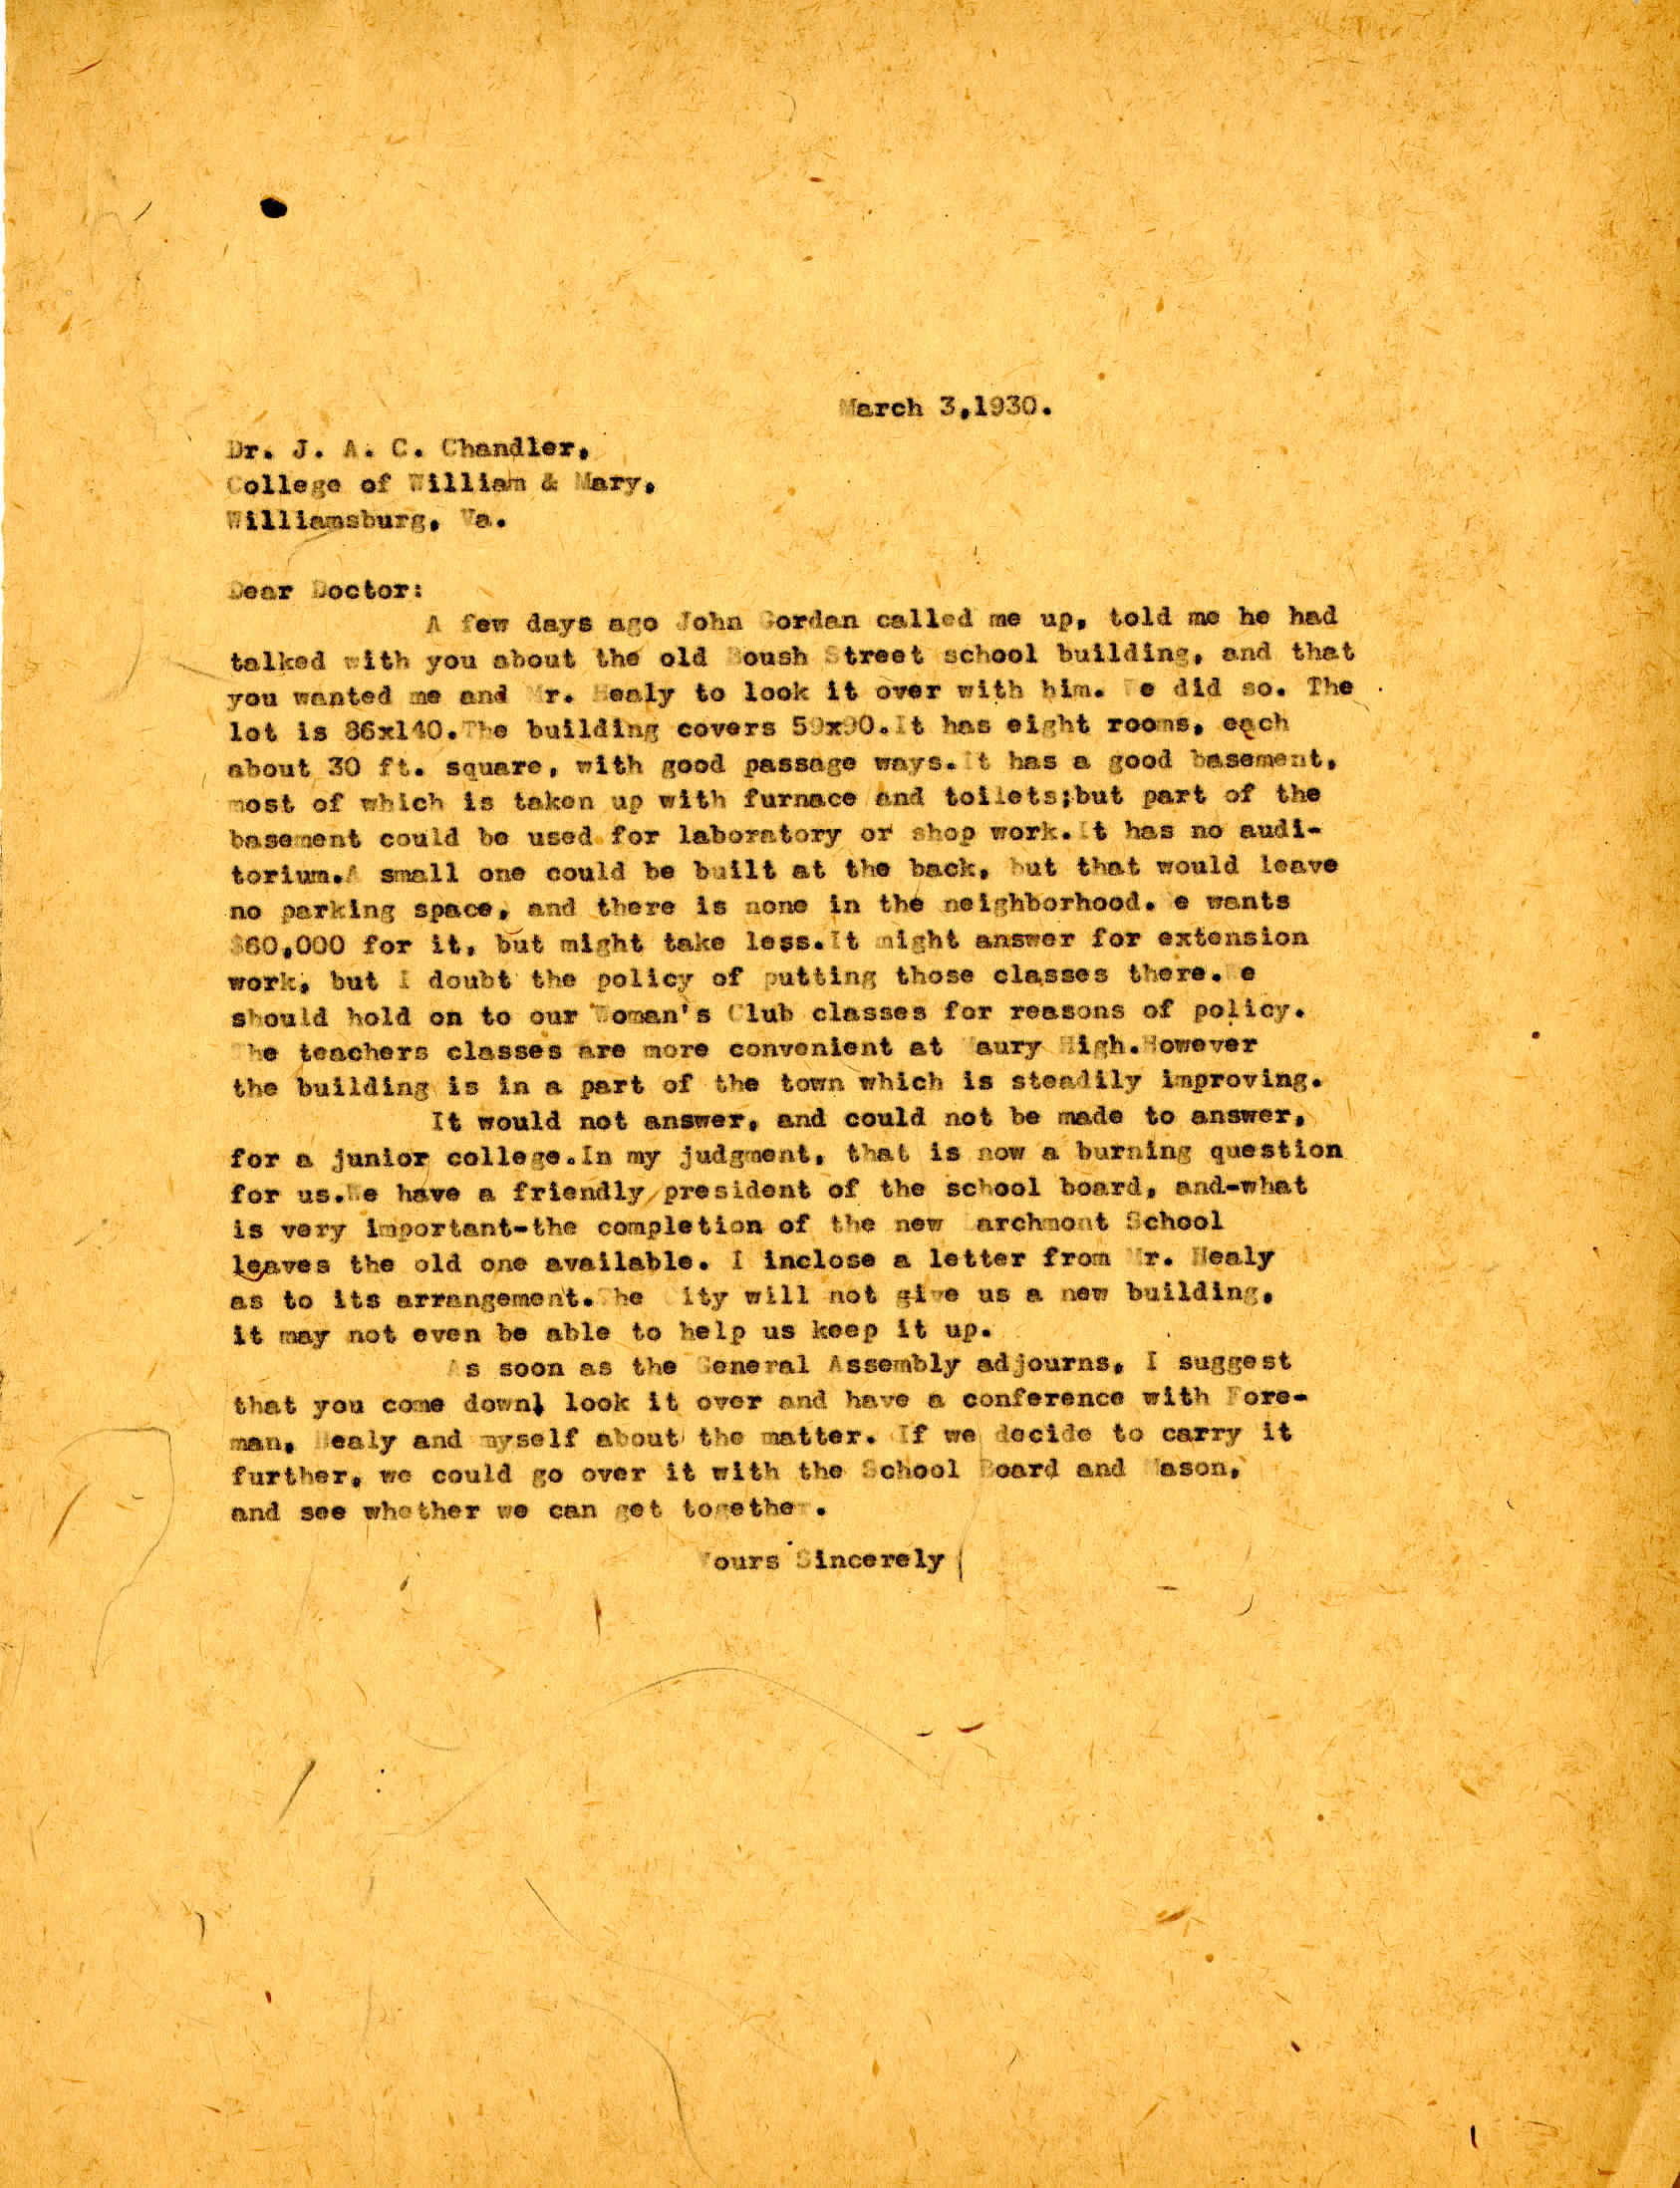 March 3,1930.
Dr. J. A. C. Chandler,
College of William & Mary,
Williamsburg, Va.
Dear Doctor:
A few days ago John Gordan called me up, told me he had
talked with you about the old Boush Street school building, and that
you wanted me and Mr. Healy to look it over with him. We did so. The
lot is 86x140.The building covers 59x90.It has eight rooms, each
about 30 ft. square, with good passage ways.It has a good basement,
most of which is taken up with furnace and toilets;but part of the
basement could be used for laboratory or shop work.It has no audi-
torium.A small one could be built at the back, but that would leave
no parking space, and there is none in the neighborhood. e wants
$60,000 for it, but might take less.It might answer for extension
work, but I doubt the policy of putting those classes there.We
should hold on to our Woman's Club classes for reasons of policy.
The teachers classes are more convenient at Maury High.However
the building is in a part of the town which is steadily improving.
It would not answer, and could not be made to answer,
for a junior college.In my judgment, that is now a burning question
for us.We have a friendly president of the school board, and-what
is very important-the completion of the new Larchmont School
leaves the old one available. I inclose a letter from Mr. Healy
as to its arrangement.The City will not give us a new building,
it may not even be able to help us keep it up.
As soon as the General Assembly adjourns, I suggest
that you come down, look it over and have a conference with Fore-
man, Healy and myself about the matter. If we decide to carry it
further, we could go over it with the School Board and Mason,
and see whether we can get together.
Yours Sincerely